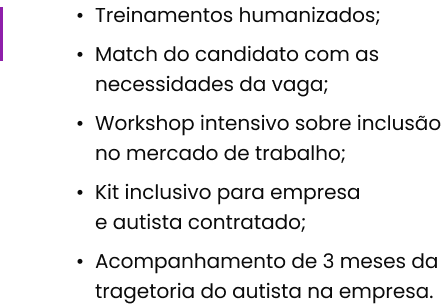 • Treinamentos humanizados;
• Match do candidato com as
necessidades da vaga;
• Workshop intensivo sobre inclusão
no mercado de trabalho;
• Kit inclusivo para empresa
e autista contratado;
• Acompanhamento de 3 meses da
tragetoria do autista na empresa.